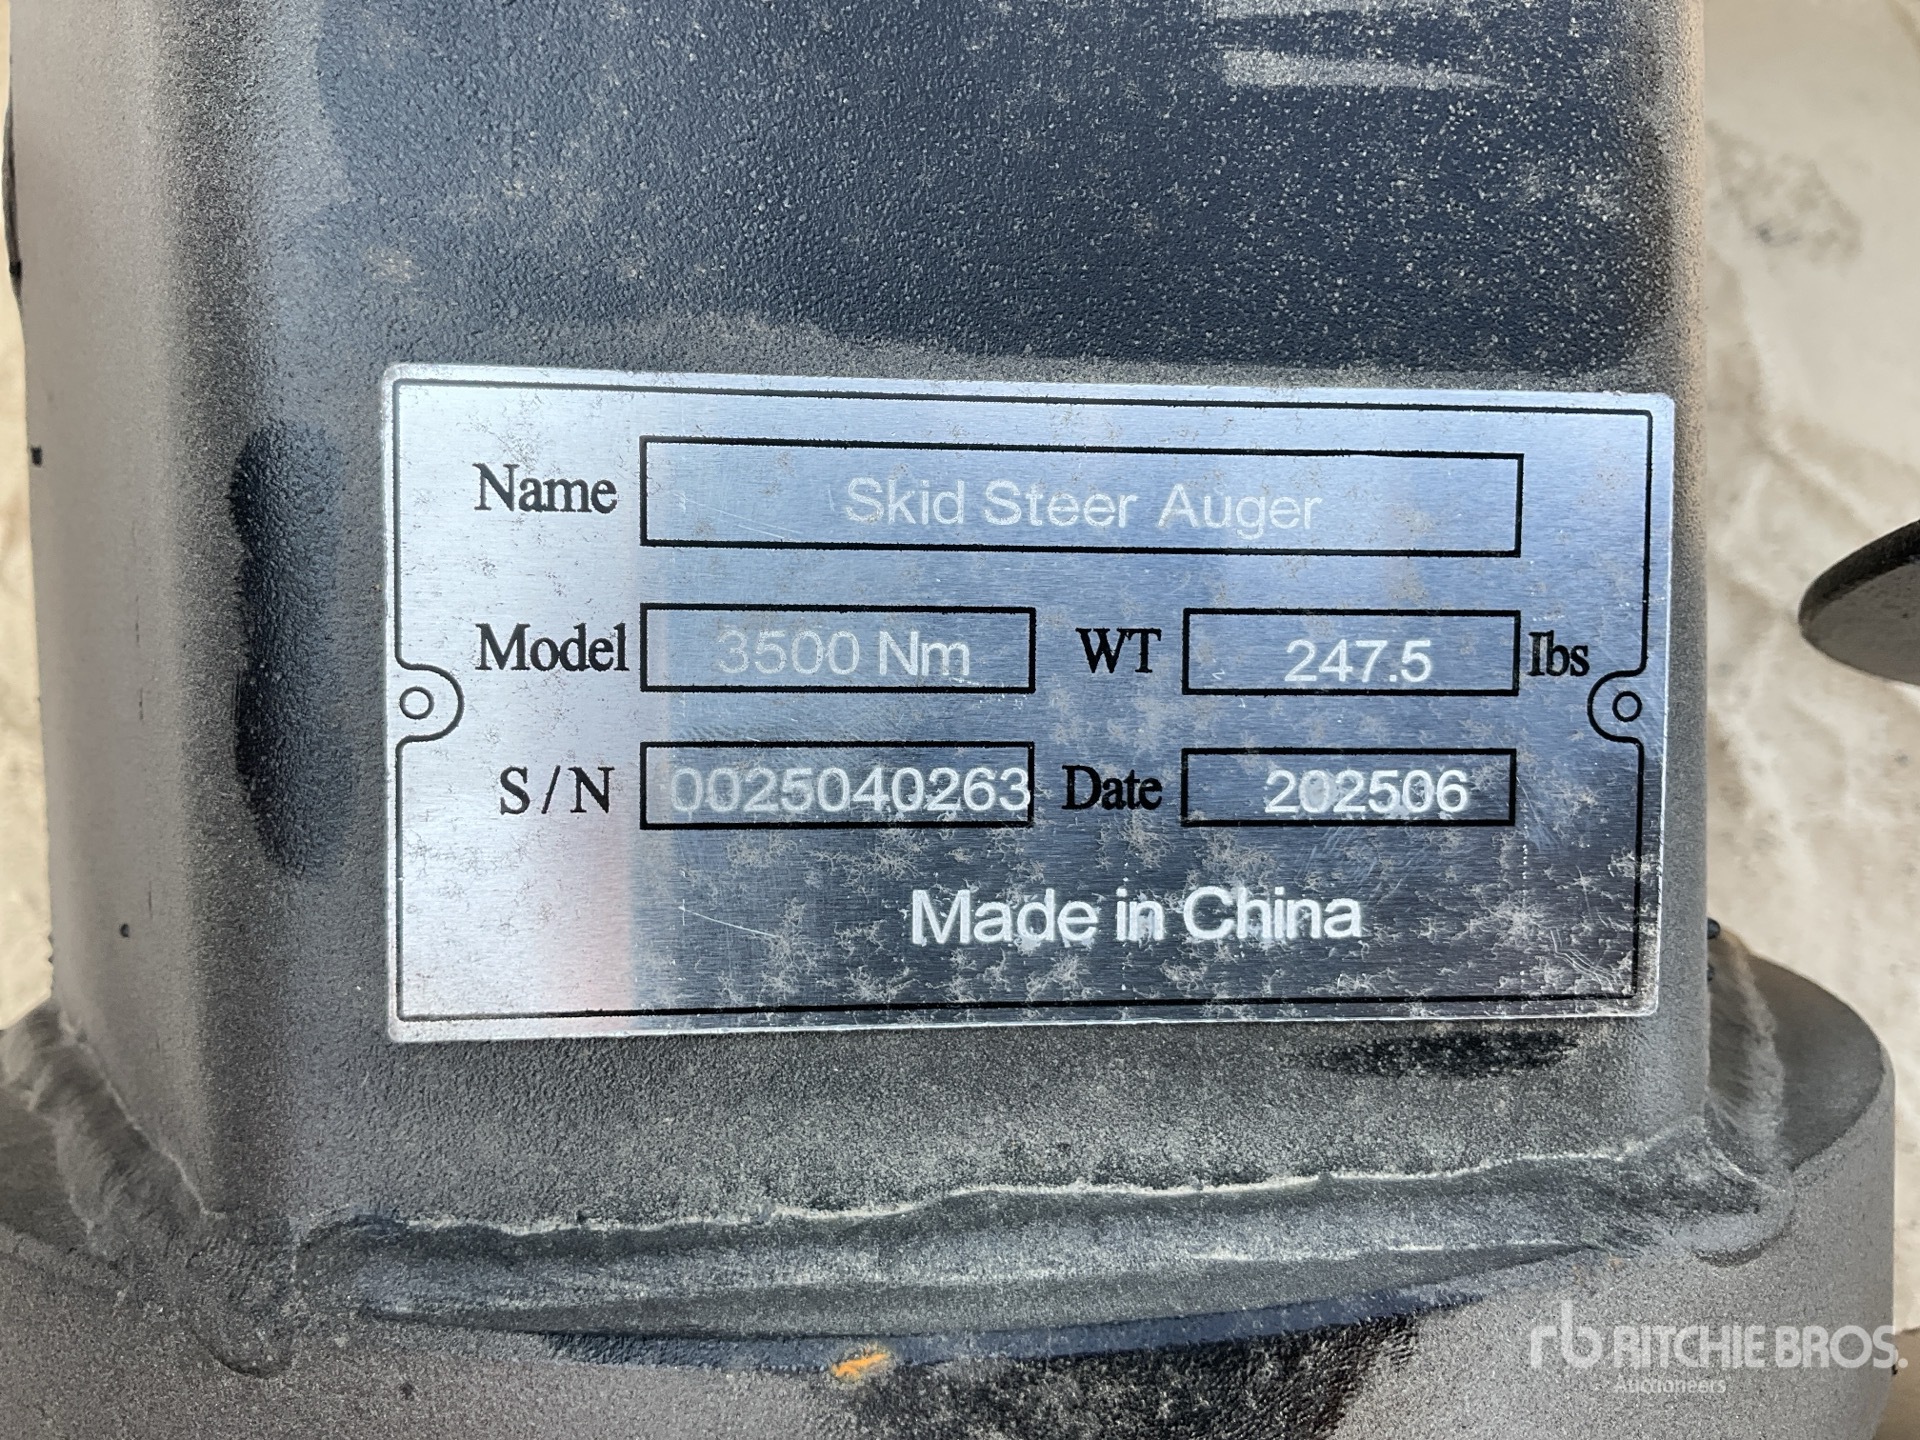 Name Skid Steer Auger
Model 3500 Nm WT 247.5 lbs
S/N 0025040263 Date 202506
Made in China
rb RITCHIE BROS.
Auctioneers